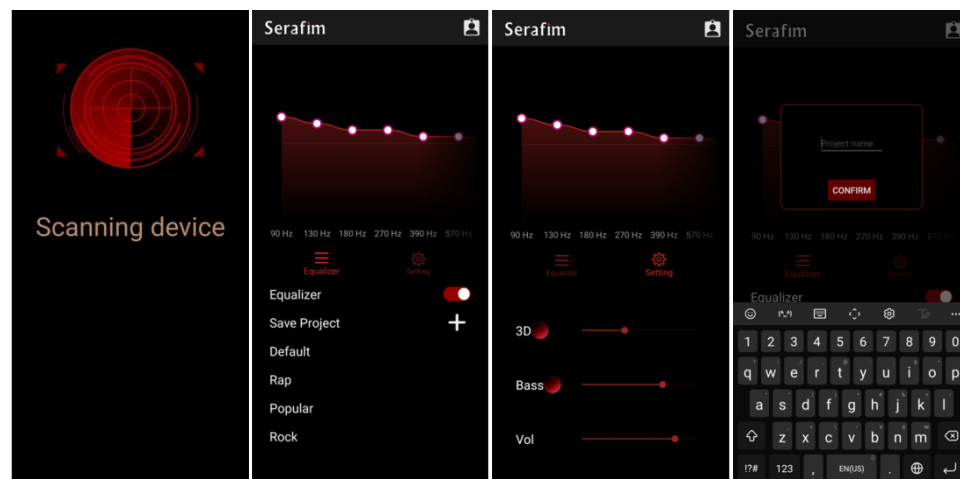 Scanning device
Serafim
90 Hz 130 Hz 180 Hz 270 Hz 390 Hz 570 Hz
Equalizer Setting
Equalizer
Save Project
Default
Rap
Popular
Rock
Serafim
90 Hz 130 Hz 180 Hz 270 Hz 390 Hz 570 Hz
Equalizer Setting
3D
Bass
Vol
Serafim
Project name
CONFIRM
90 Hz 130 Hz 180 Hz 270 Hz 390 Hz 570 Hz
Equalizer Setting
Equalizer
1 2 3 4 5 6 7 8 9 0
q w e r t y u i o p
a s d f g h j k l
z x c v b n m
!?# 123 , EN(US) .